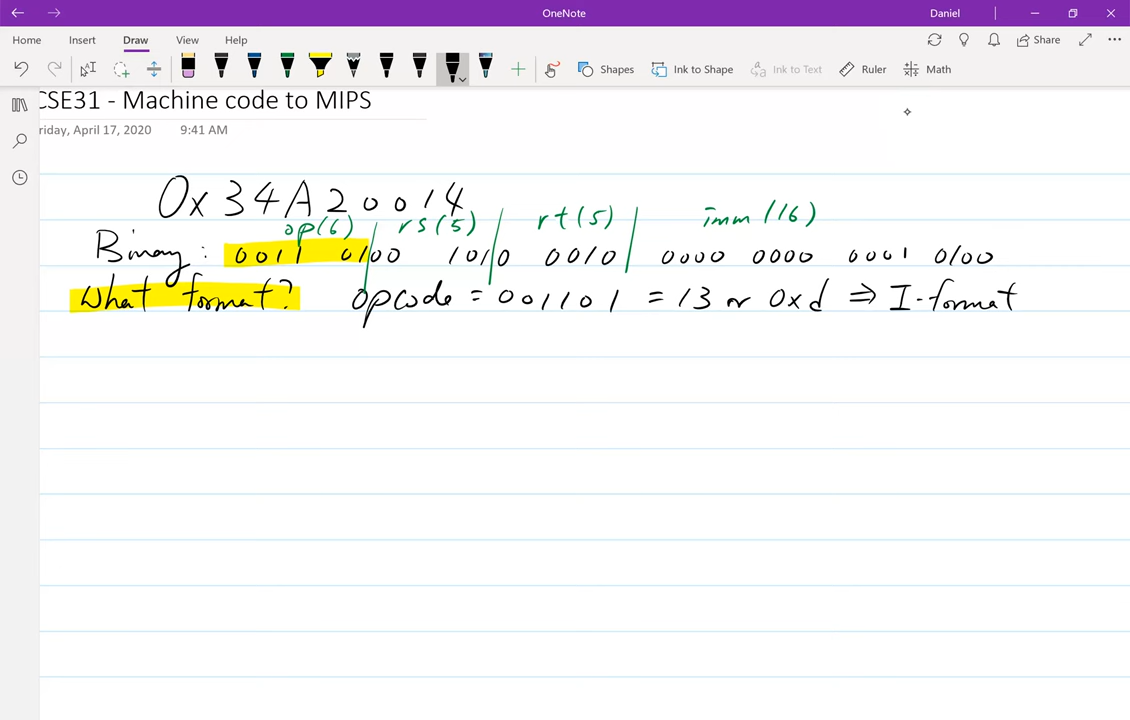 OneNote
Daniel
Home Insert Draw View Help
Share
Shapes Ink to Shape Ink to Text Ruler Math
CSE31 - Machine code to MIPS
riday, April 17, 2020 9:41 AM
0x34A20014
op(6) rs(5) rt(5) imm(16)
Binary: 0011 0100 1010 0010 0000 0000 0001 0100
What format? opcode = 001101 = 13 or 0xd ⇒ I-format